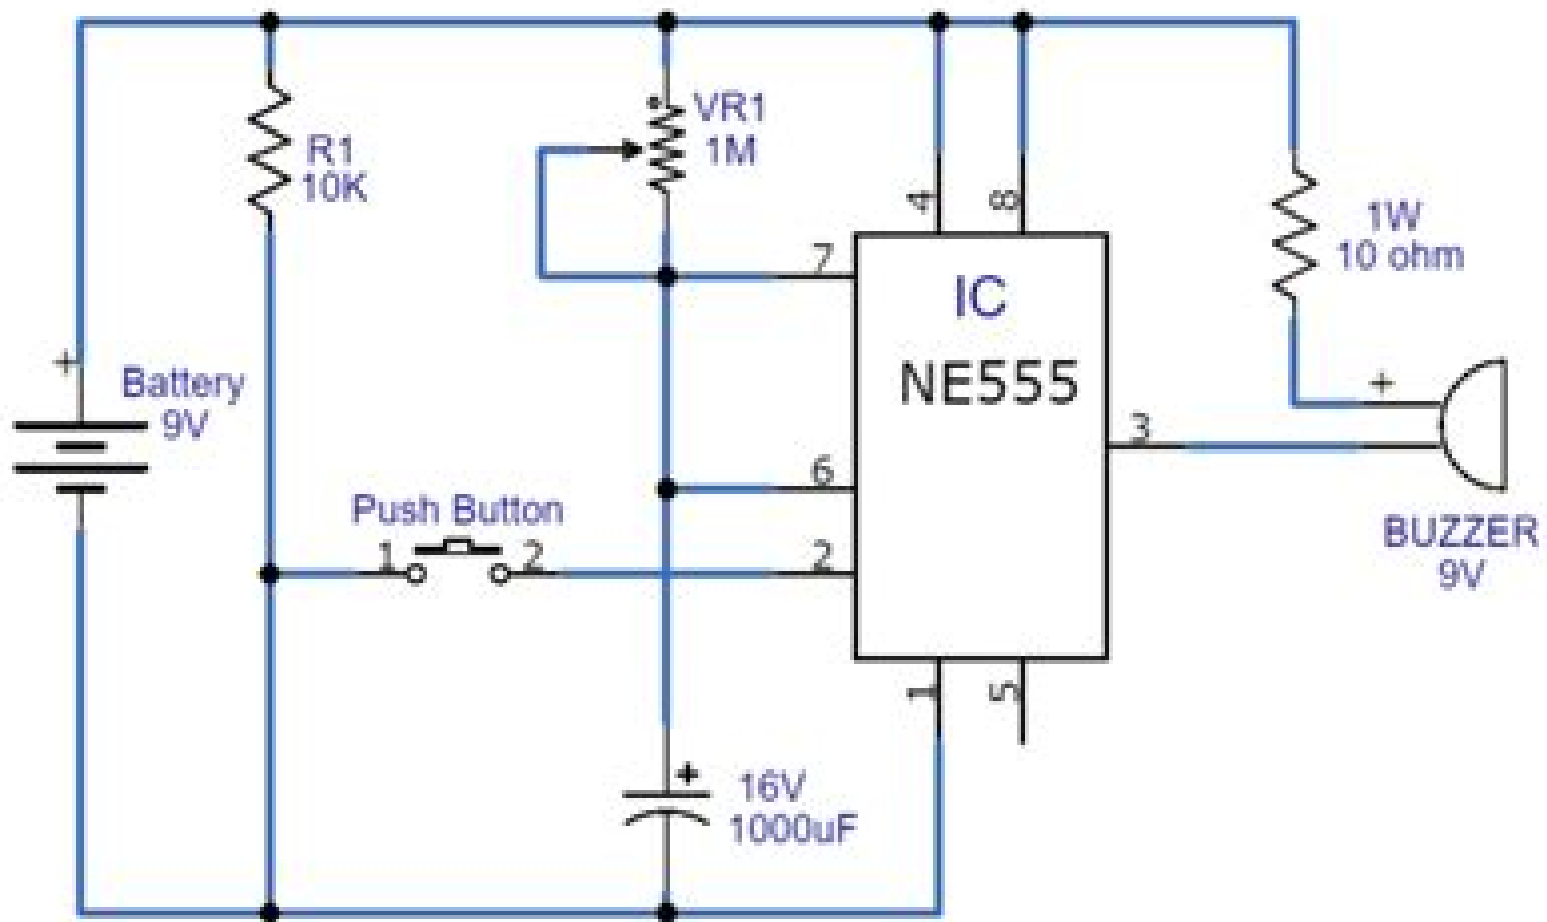 R1
10K
VR1
1M
4
8
1W
10 ohm
7
IC
NE555
+
Battery
9V
+
3
6
Push Button
1
2
2
BUZZER
9V
1
5
+
16V
1000uF